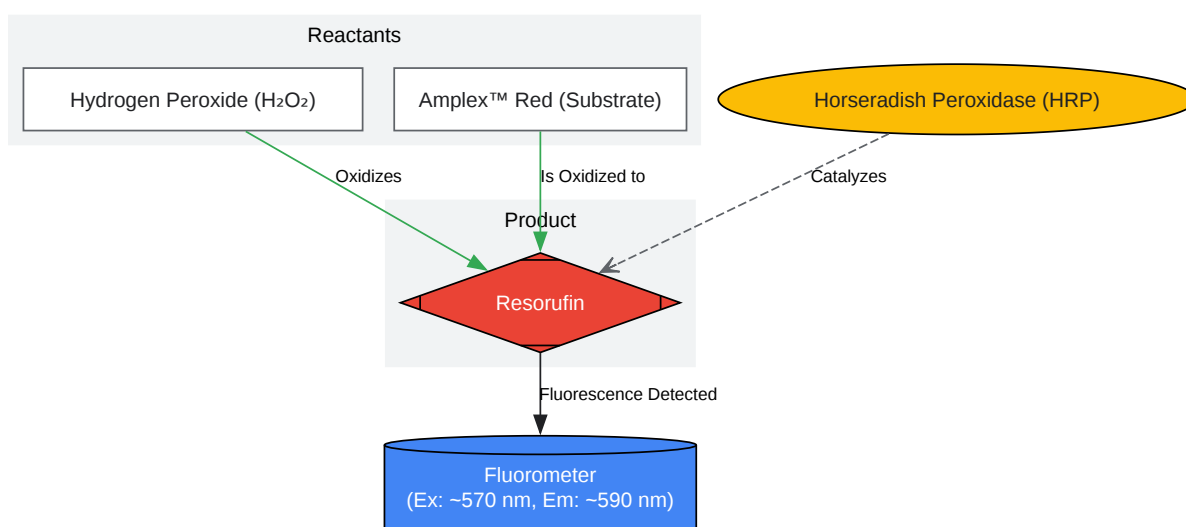 Reactants
Hydrogen Peroxide (H₂O₂)
Amplex™ Red (Substrate)
Horseradish Peroxidase (HRP)
Oxidizes
Is Oxidized to
Catalyzes
Product
Resorufin
Fluorescence Detected
Fluorometer
(Ex: ~570 nm, Em: ~590 nm)